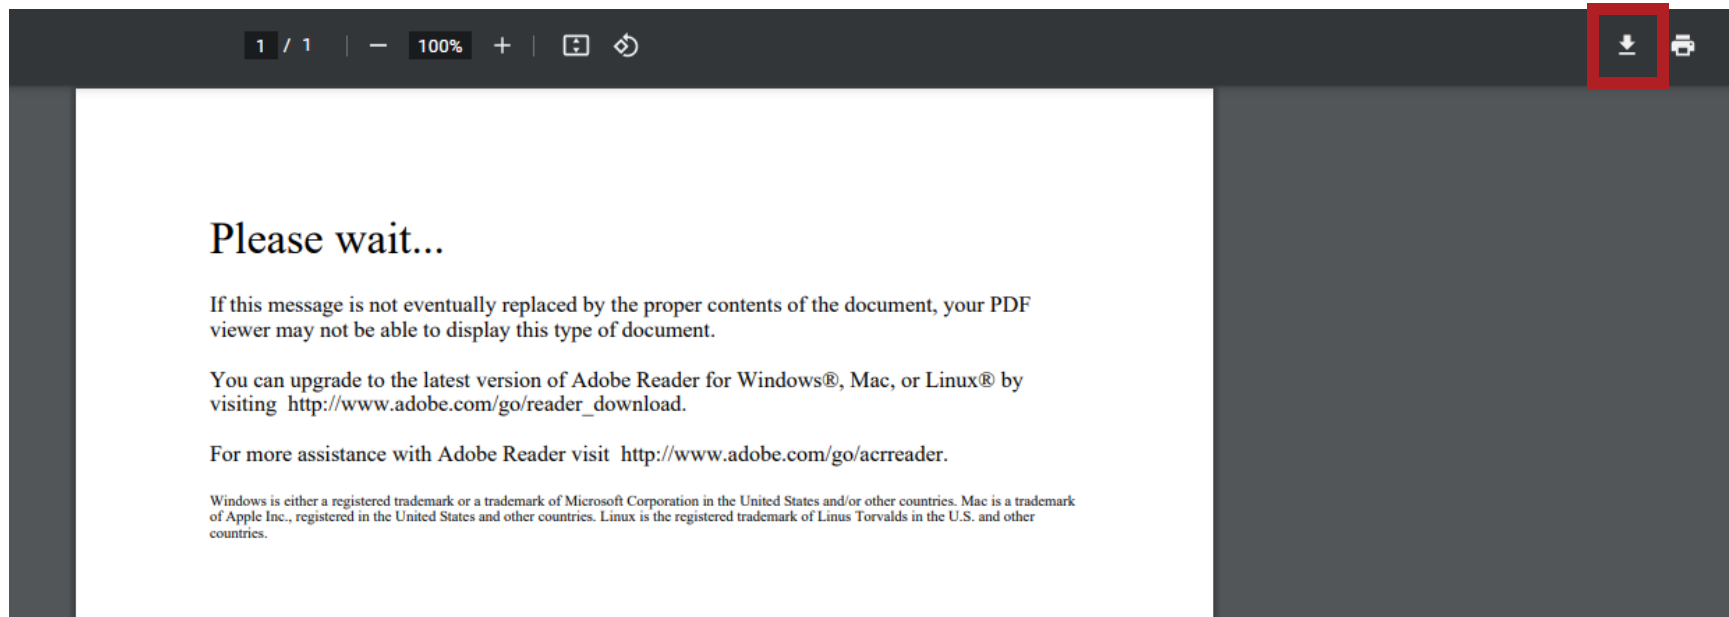 1 / 1 100%
Please wait...
If this message is not eventually replaced by the proper contents of the document, your PDF
viewer may not be able to display this type of document.
You can upgrade to the latest version of Adobe Reader for Windows®, Mac, or Linux® by
visiting  http://www.adobe.com/go/reader_download.
For more assistance with Adobe Reader visit  http://www.adobe.com/go/acrreader.
Windows is either a registered trademark or a trademark of Microsoft Corporation in the United States and/or other countries. Mac is a trademark
of Apple Inc., registered in the United States and other countries. Linux is the registered trademark of Linus Torvalds in the U.S. and other
countries.